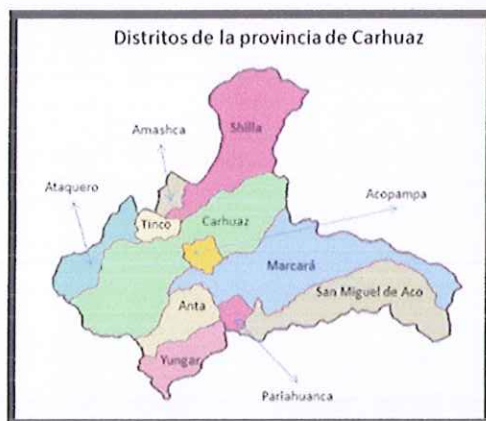 Distritos de la provincia de Carhuaz
Shilla
Amashca
Ataquero
Acopampa
Tinco
Carhuaz
Marcará
San Miguel de Aco
Anta
Yungar
Pariahuanca